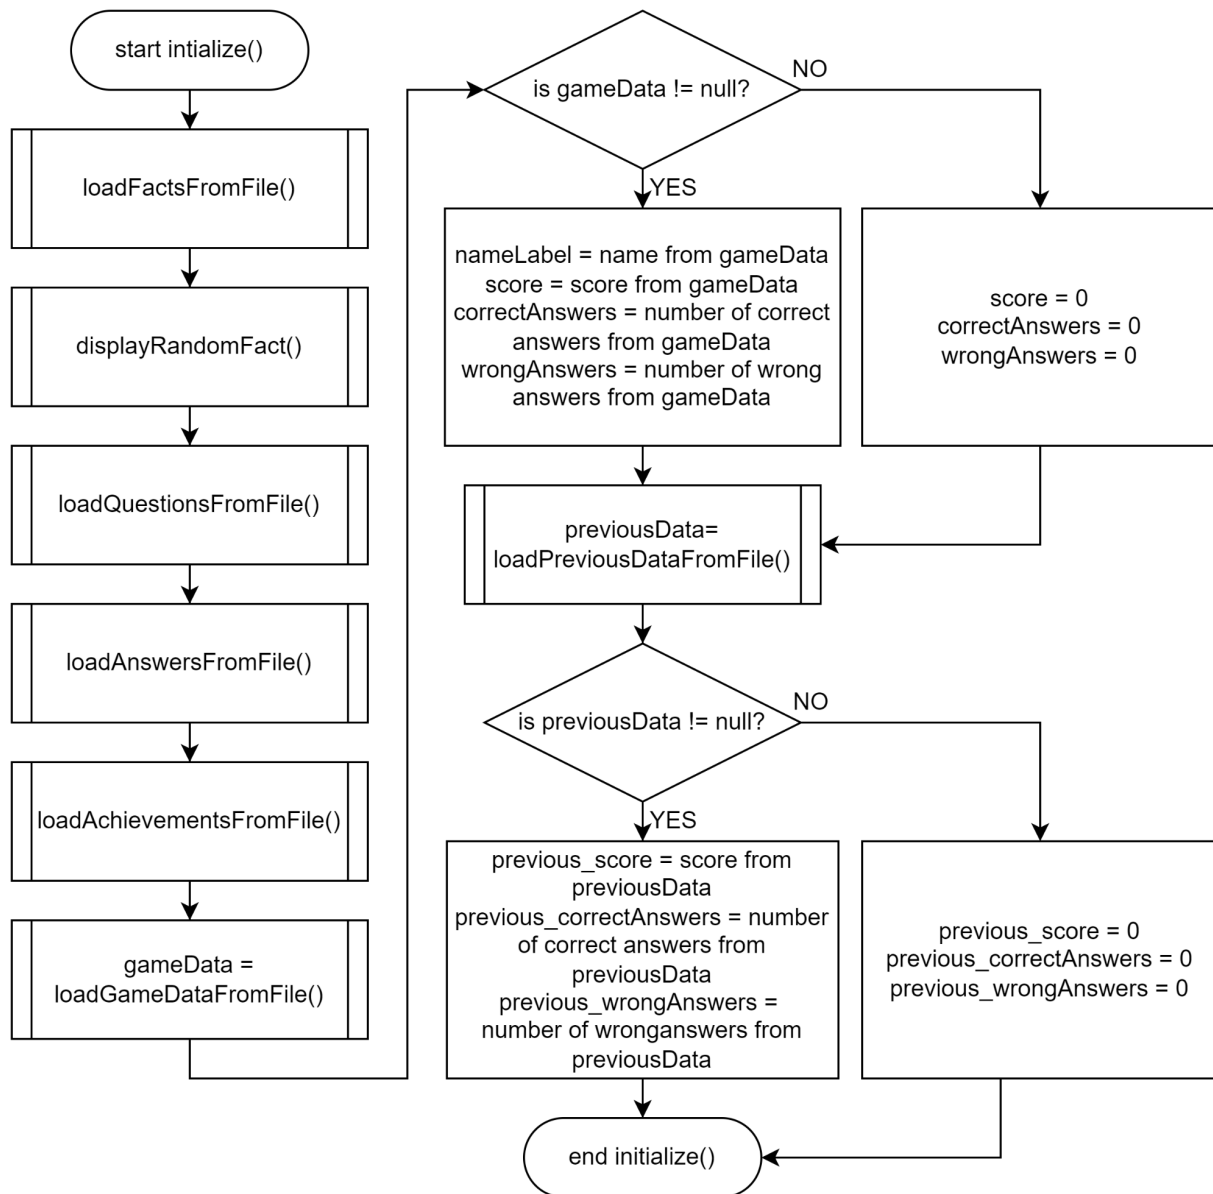 start intialize()
loadFactsFromFile()
displayRandomFact()
loadQuestionsFromFile()
loadAnswersFromFile()
loadAchievementsFromFile()
gameData =
loadGameDataFromFile()
is gameData != null?
NO
YES
nameLabel = name from gameData
score = score from gameData
correctAnswers = number of correct
answers from gameData
wrongAnswers = number of wrong
answers from gameData
score = 0
correctAnswers = 0
wrongAnswers = 0
previousData=
loadPreviousDataFromFile()
is previousData != null?
NO
YES
previous_score = score from
previousData
previous_correctAnswers = number
of correct answers from
previousData
previous_wrongAnswers =
number of wronganswers from
previousData
previous_score = 0
previous_correctAnswers = 0
previous_wrongAnswers = 0
end initialize()